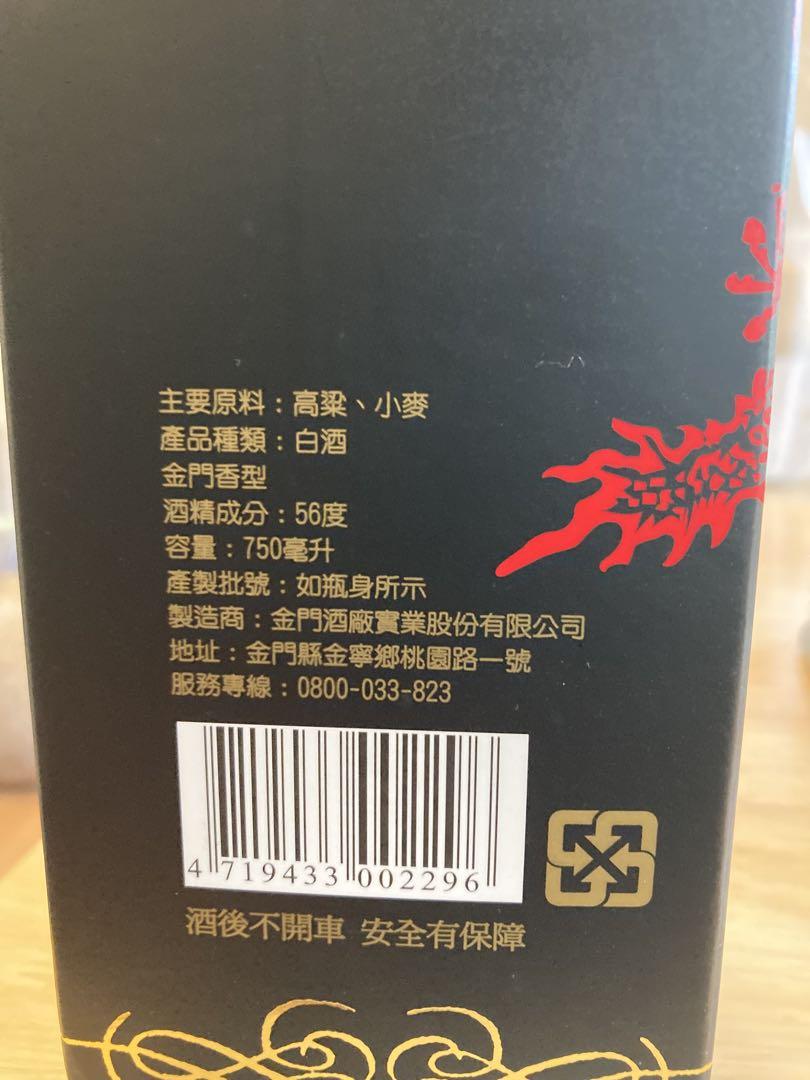 主要原料：高粱、小麥
產品種類：白酒
金門香型
酒精成分：56度
容量：750毫升
產製批號：如瓶身所示
製造商：金門酒廠實業股份有限公司
地址：金門縣金寧鄉桃園路一號
服務專線：0800-033-823
4 719433 002296
酒後不開車 安全有保障